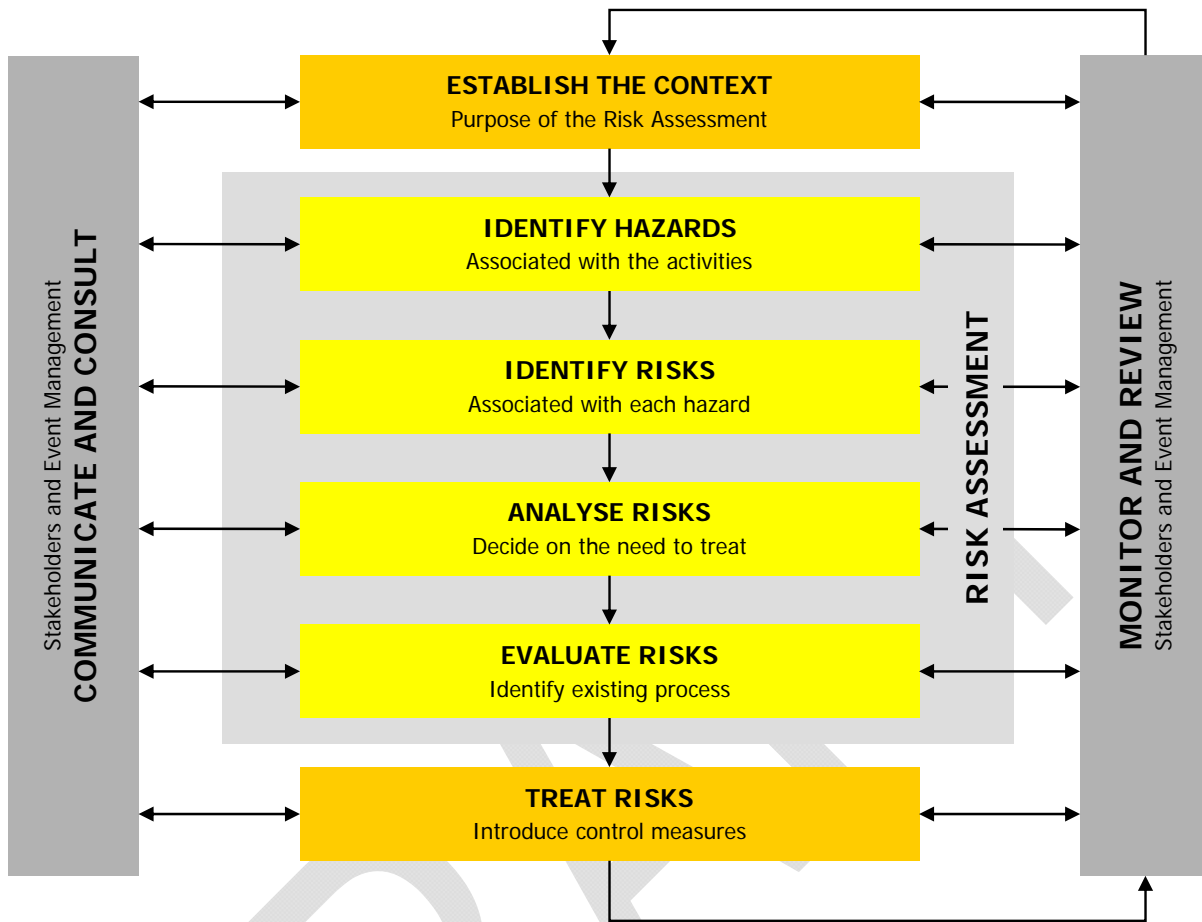 ESTABLISH THE CONTEXT
Purpose of the Risk Assessment
IDENTIFY HAZARDS
Associated with the activities
IDENTIFY RISKS
Associated with each hazard
ANALYSE RISKS
Decide on the need to treat
EVALUATE RISKS
Identify existing process
TREAT RISKS
Introduce control measures
Stakeholders and Event Management
COMMUNICATE AND CONSULT
RISK ASSESSMENT
MONITOR AND REVIEW
Stakeholders and Event Management